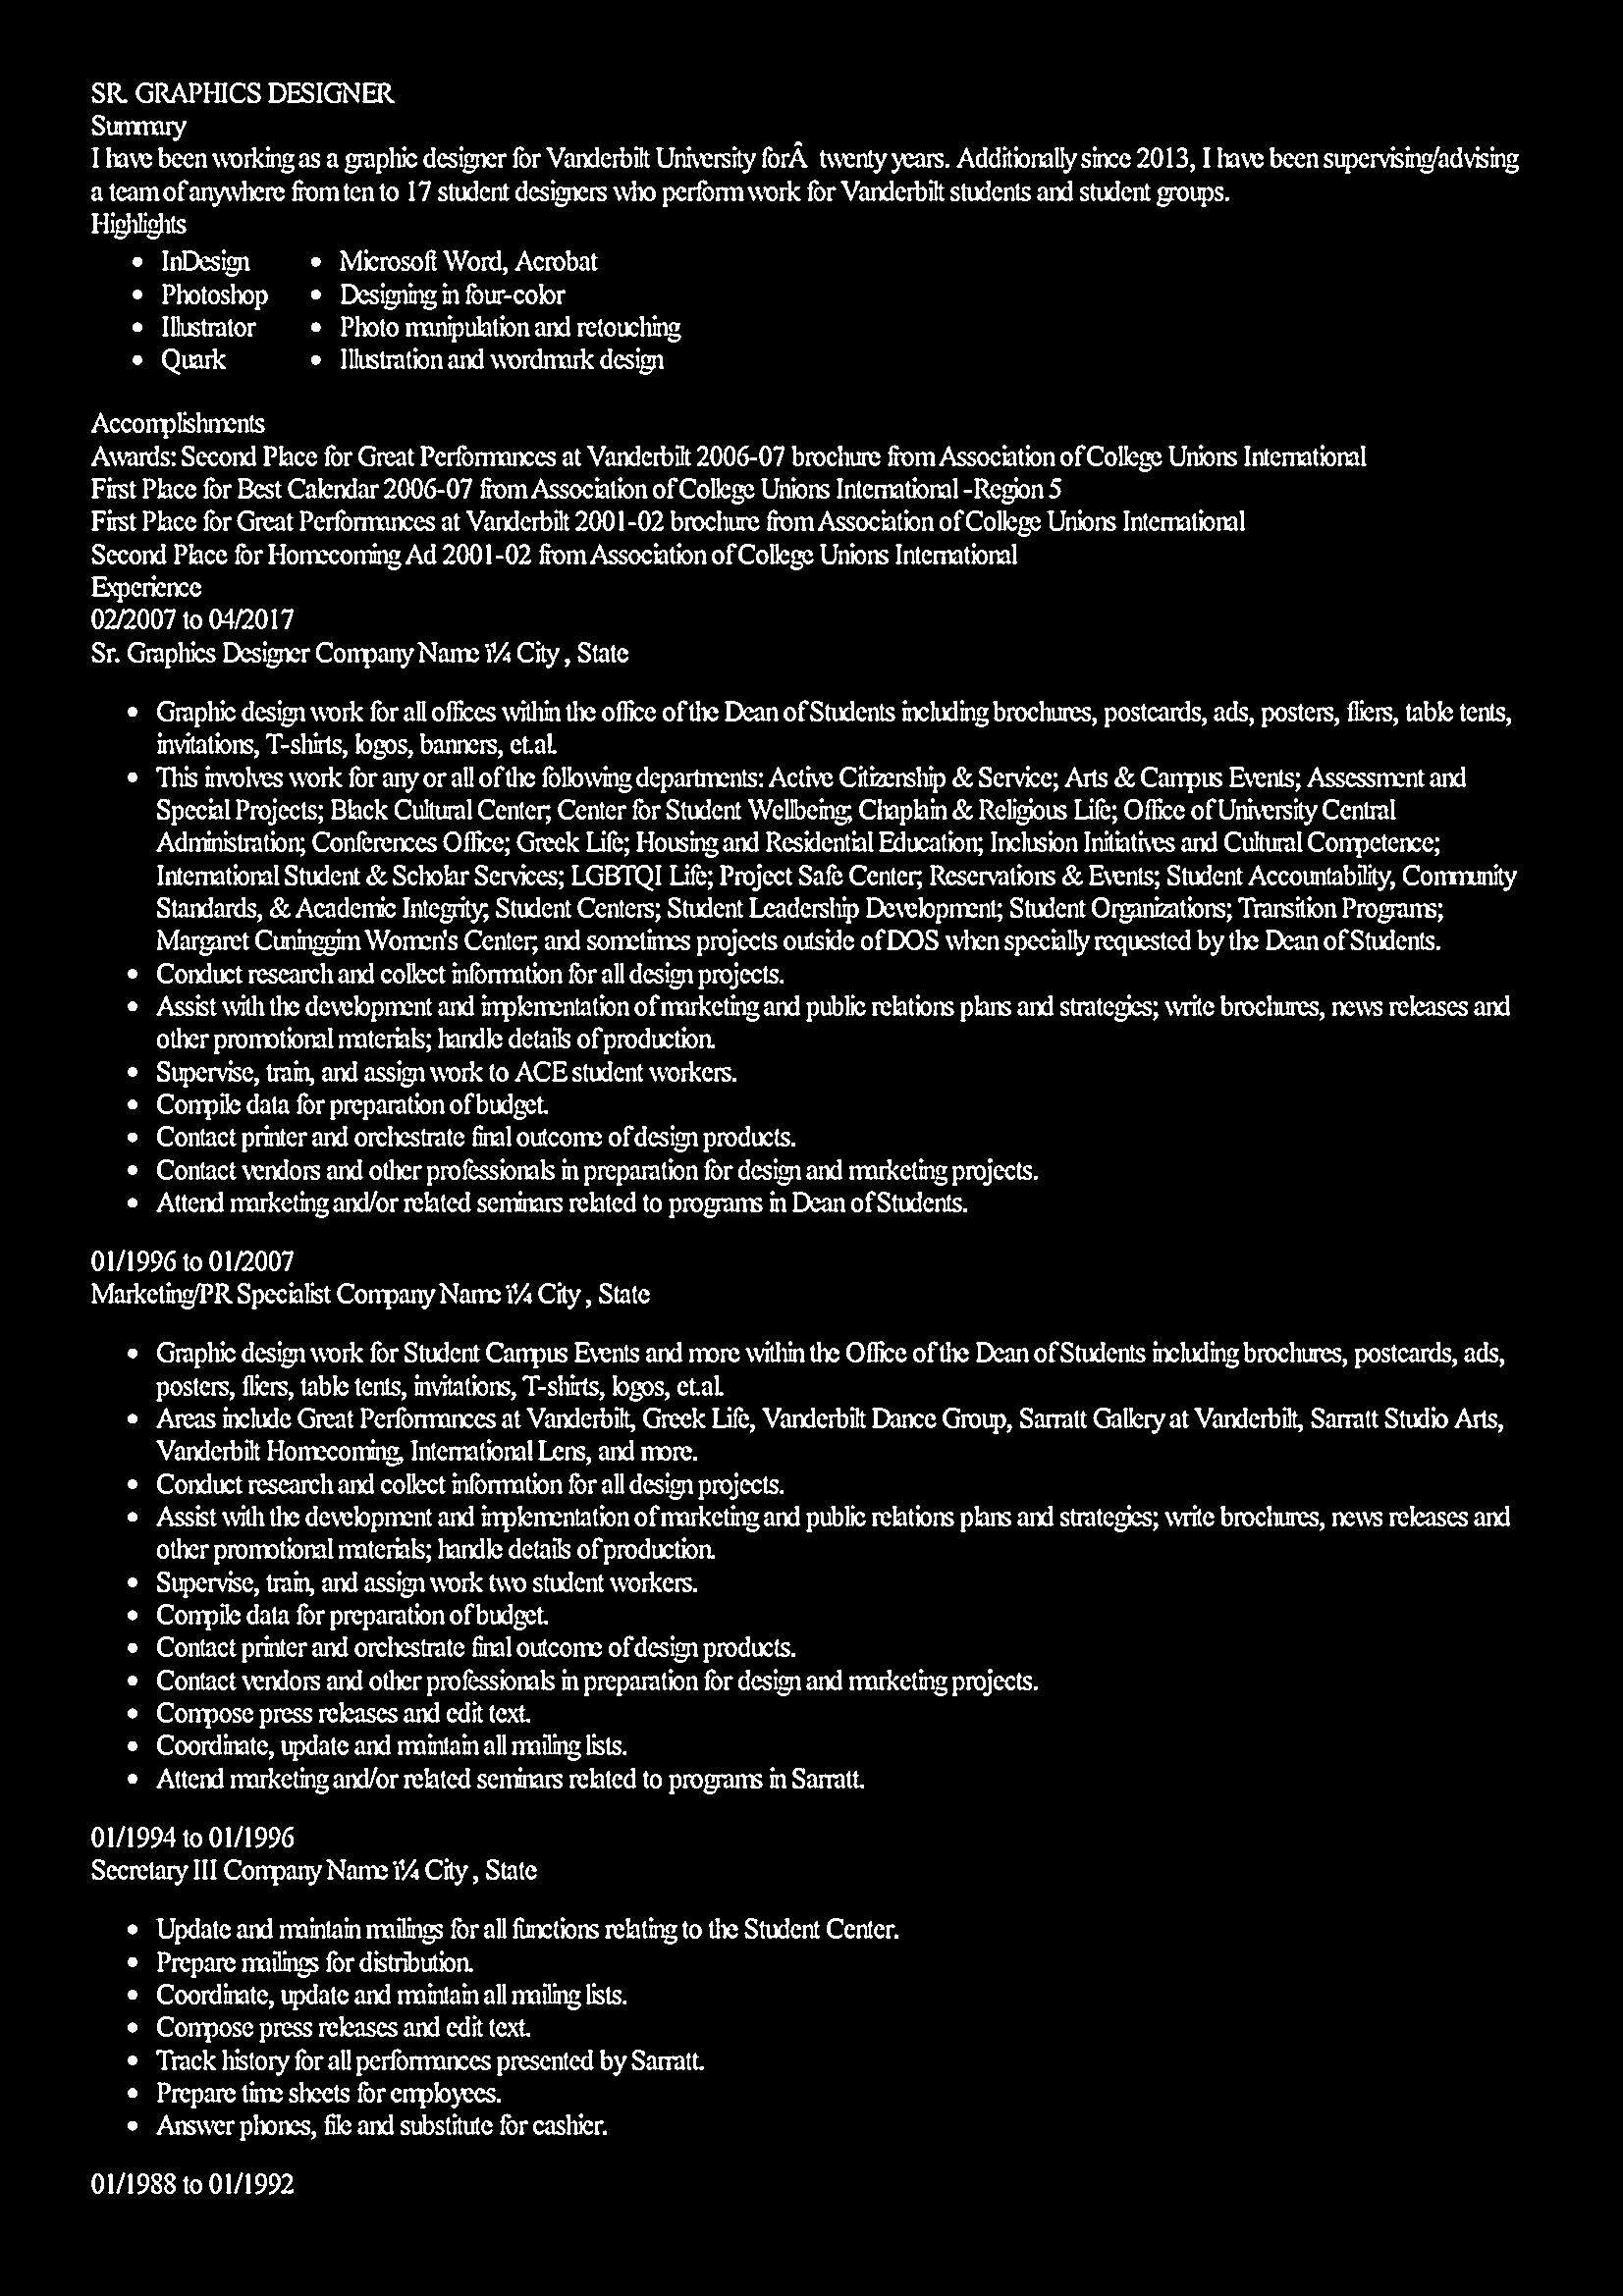 SR. GRAPHICS DESIGNER
Summary
I have been working as a graphic designer for Vanderbilt University forÂ  twenty years. Additionally since 2013, I have been supervising/advising
a team of anywhere from ten to 17 student designers who perform work for Vanderbilt students and student groups.
Highlights
• InDesign • Microsoft Word, Acrobat
• Photoshop • Designing in four-color
• Illustrator • Photo manipulation and retouching
• Quark • Illustration and wordmark design
Accomplishments
Awards: Second Place for Great Performances at Vanderbilt 2006-07 brochure from Association of College Unions International
First Place for Best Calendar 2006-07 from Association of College Unions International -Region 5
First Place for Great Performances at Vanderbilt 2001-02 brochure from Association of College Unions International
Second Place for Homecoming Ad 2001-02 from Association of College Unions International
Experience
02/2007 to 04/2017
Sr. Graphics Designer Company Name ï¼ City , State
• Graphic design work for all offices within the office of the Dean of Students including brochures, postcards, ads, posters, fliers, table tents,
invitations, T-shirts, logos, banners, et.al.
• This involves work for any or all of the following departments: Active Citizenship & Service; Arts & Campus Events; Assessment and
Special Projects; Black Cultural Center; Center for Student Wellbeing; Chaplain & Religious Life; Office of University Central
Administration; Conferences Office; Greek Life; Housing and Residential Education; Inclusion Initiatives and Cultural Competence;
International Student & Scholar Services; LGBTQI Life; Project Safe Center; Reservations & Events; Student Accountability, Community
Standards, & Academic Integrity; Student Centers; Student Leadership Development; Student Organizations; Transition Programs;
Margaret Cuninggim Women's Center; and sometimes projects outside of DOS when specially requested by the Dean of Students.
• Conduct research and collect information for all design projects.
• Assist with the development and implementation of marketing and public relations plans and strategies; write brochures, news releases and
other promotional materials; handle details of production.
• Supervise, train, and assign work to ACE student workers.
• Compile data for preparation of budget.
• Contact printer and orchestrate final outcome of design products.
• Contact vendors and other professionals in preparation for design and marketing projects.
• Attend marketing and/or related seminars related to programs in Dean of Students.
01/1996 to 01/2007
Marketing/PR Specialist Company Name ï¼ City , State
• Graphic design work for Student Campus Events and more within the Office of the Dean of Students including brochures, postcards, ads,
posters, fliers, table tents, invitations, T-shirts, logos, et.al.
• Areas include Great Performances at Vanderbilt, Greek Life, Vanderbilt Dance Group, Sarratt Gallery at Vanderbilt, Sarratt Studio Arts,
Vanderbilt Homecoming, International Lens, and more.
• Conduct research and collect information for all design projects.
• Assist with the development and implementation of marketing and public relations plans and strategies; write brochures, news releases and
other promotional materials; handle details of production.
• Supervise, train, and assign work two student workers.
• Compile data for preparation of budget.
• Contact printer and orchestrate final outcome of design products.
• Contact vendors and other professionals in preparation for design and marketing projects.
• Compose press releases and edit text.
• Coordinate, update and maintain all mailing lists.
• Attend marketing and/or related seminars related to programs in Sarratt.
01/1994 to 01/1996
Secretary III Company Name ï¼ City , State
• Update and maintain mailings for all functions relating to the Student Center.
• Prepare mailings for distribution.
• Coordinate, update and maintain all mailing lists.
• Compose press releases and edit text.
• Track history for all performances presented by Sarratt.
• Prepare time sheets for employees.
• Answer phones, file and substitute for cashier.
01/1988 to 01/1992